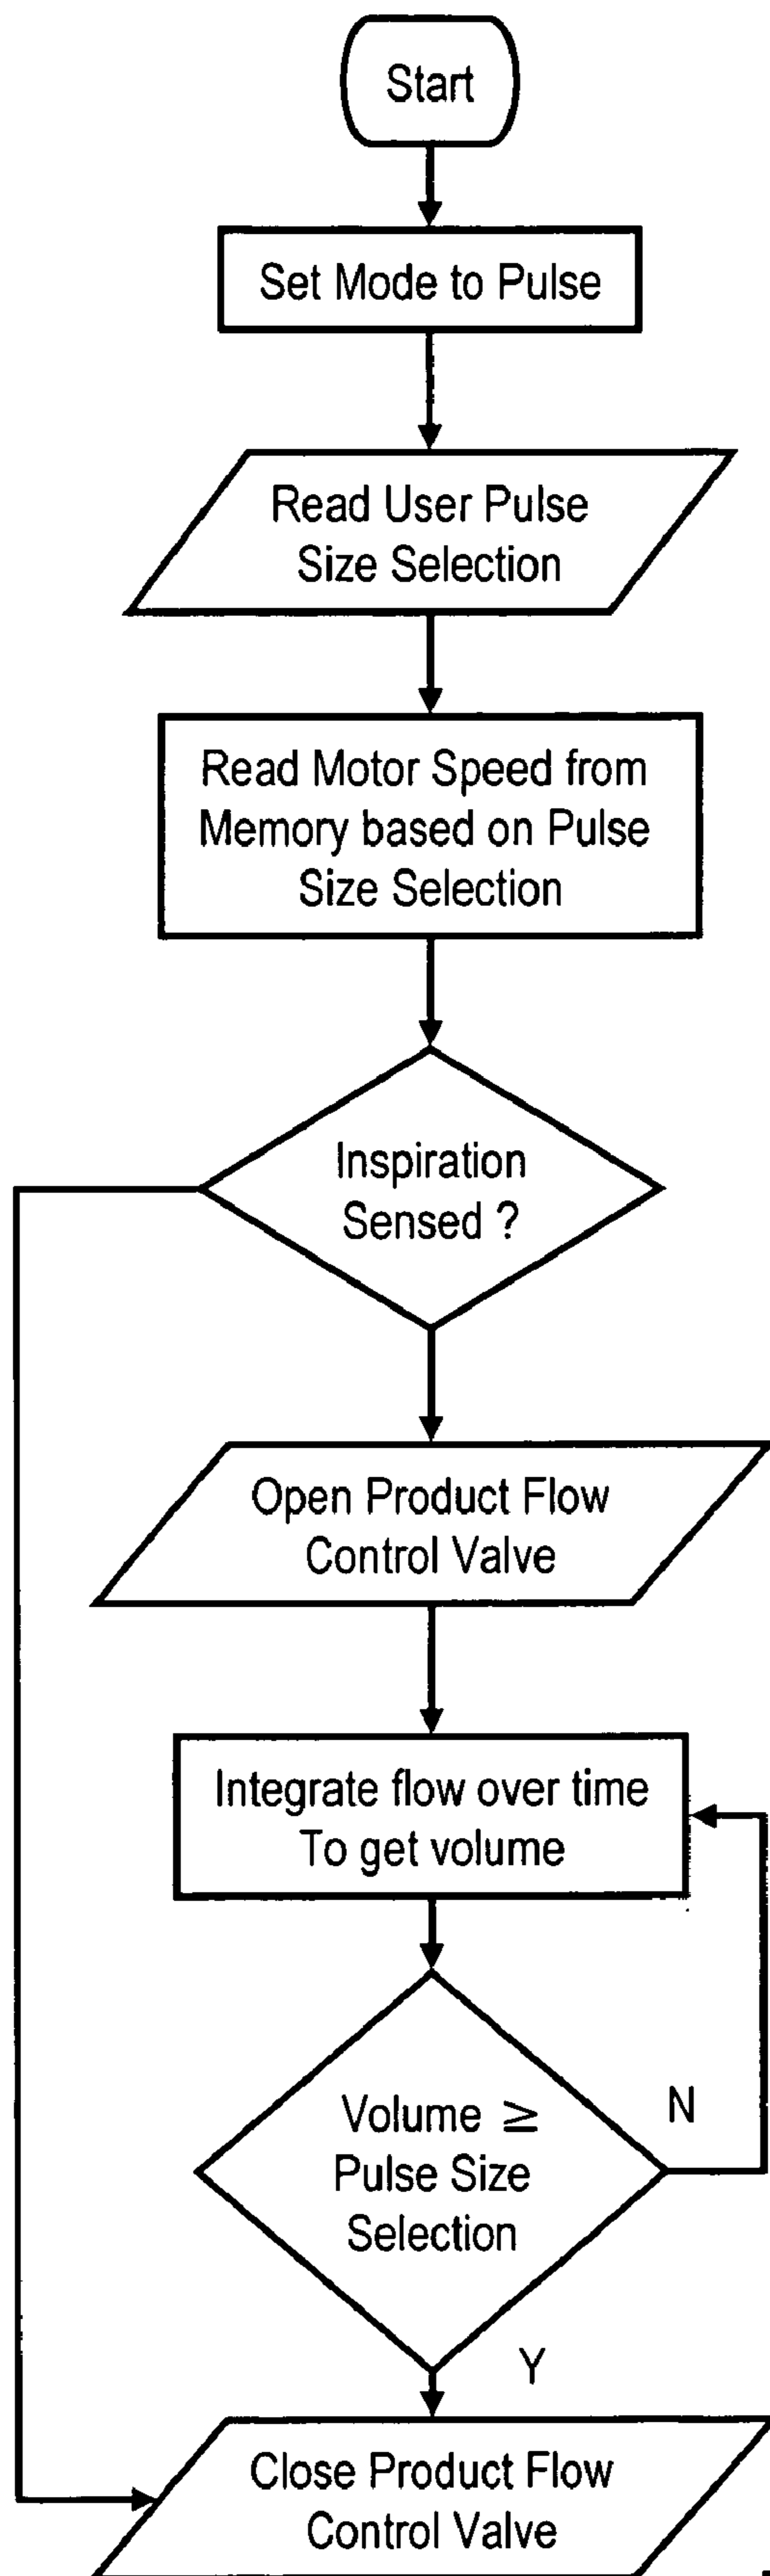 Start
Set Mode to Pulse
Read User Pulse
Size Selection
Read Motor Speed from
Memory based on Pulse
Size Selection
Inspiration
Sensed ?
Open Product Flow
Control Valve
Integrate flow over time
To get volume
Volume ≥
Pulse Size
Selection
N
Y
Close Product Flow
Control Valve